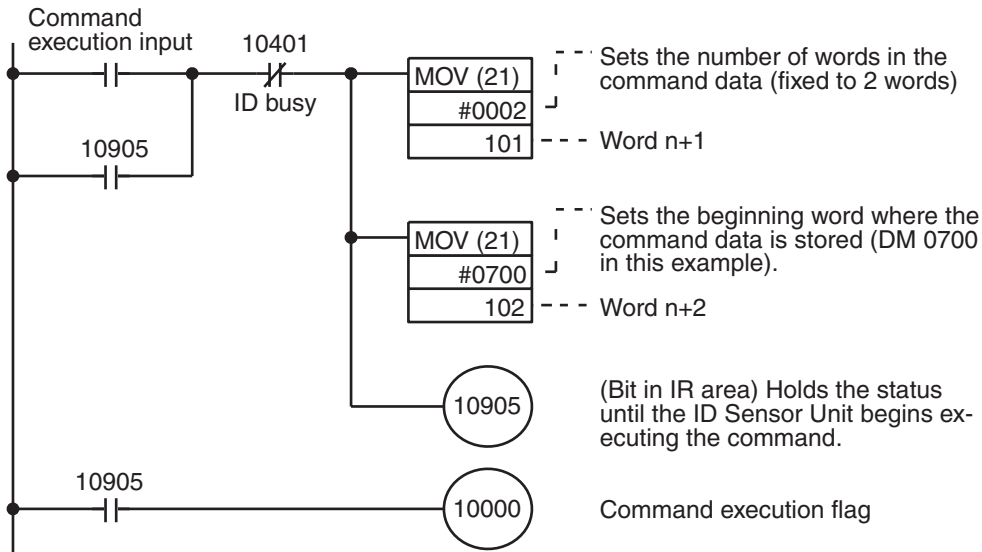 Command
execution input
10401
ID busy
MOV (21)
#0002
101
Sets the number of words in the
command data (fixed to 2 words)
Word n+1
10905
MOV (21)
#0700
102
Sets the beginning word where the
command data is stored (DM 0700
in this example).
Word n+2
10905
(Bit in IR area) Holds the status
until the ID Sensor Unit begins ex-
ecuting the command.
10905
10000
Command execution flag